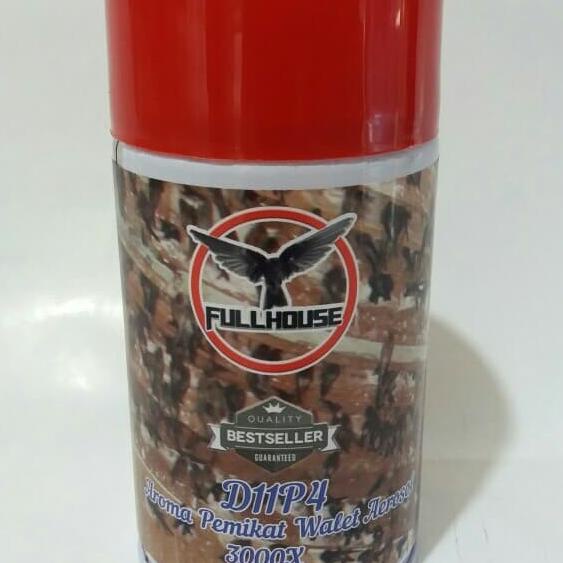 FULLHOUSE
QUALITY
BESTSELLER
GUARANTEED
D11P4
Aroma Pemikat Walet Aerosol
3000X